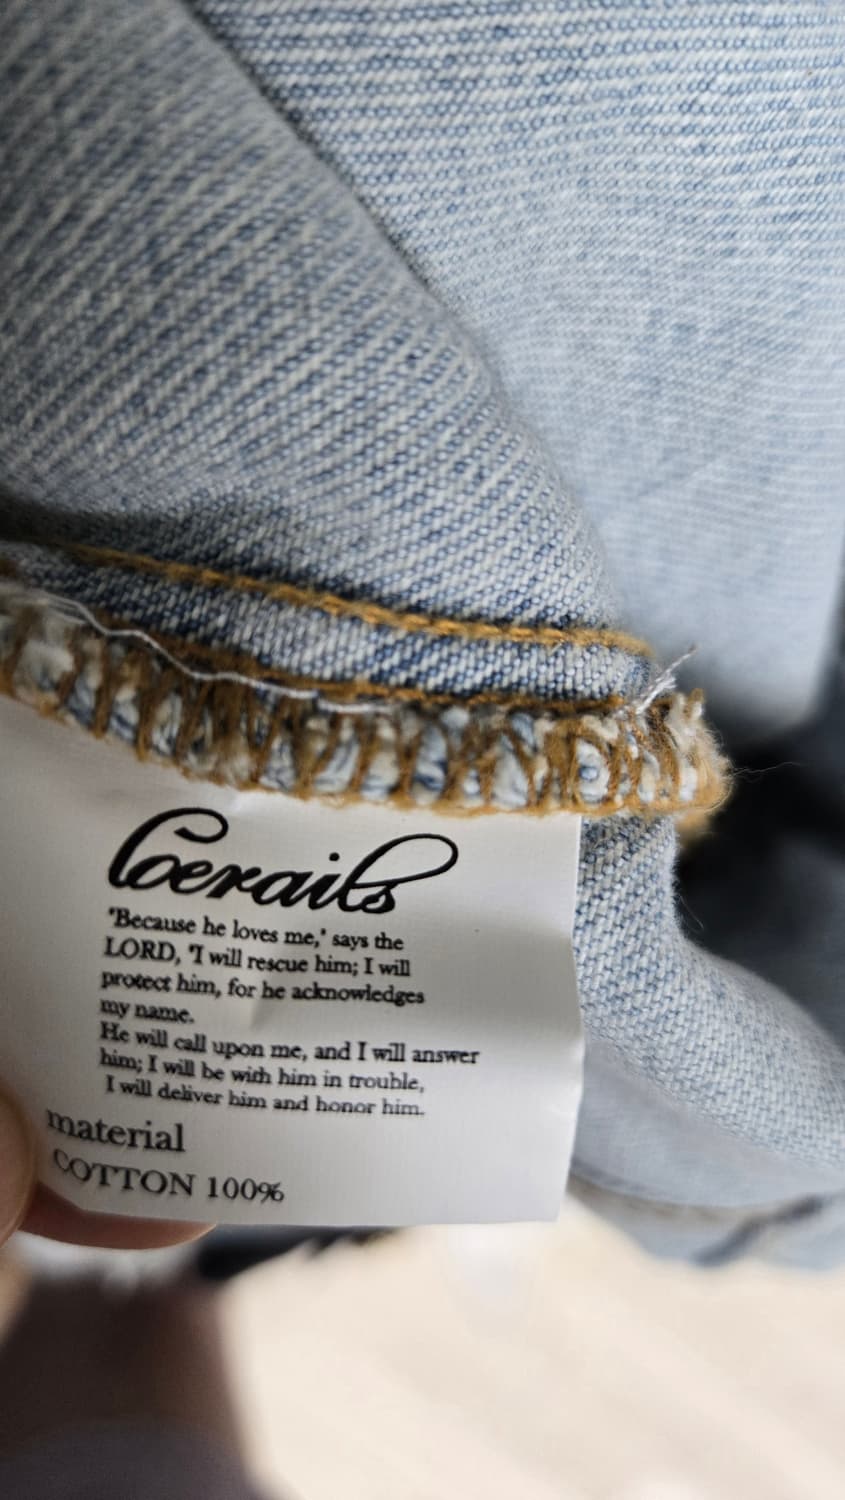 Coerails
"Because he loves me," says the
LORD, "I will rescue him; I will
protect him, for he acknowledges
my name.
He will call upon me, and I will answer
him; I will be with him in trouble,
I will deliver him and honor him.
material
COTTON 100%